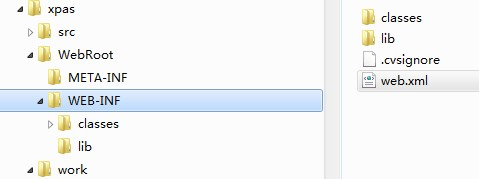 xpas
src
WebRoot
META-INF
WEB-INF
classes
lib
work
classes
lib
.cvsignore
web.xml